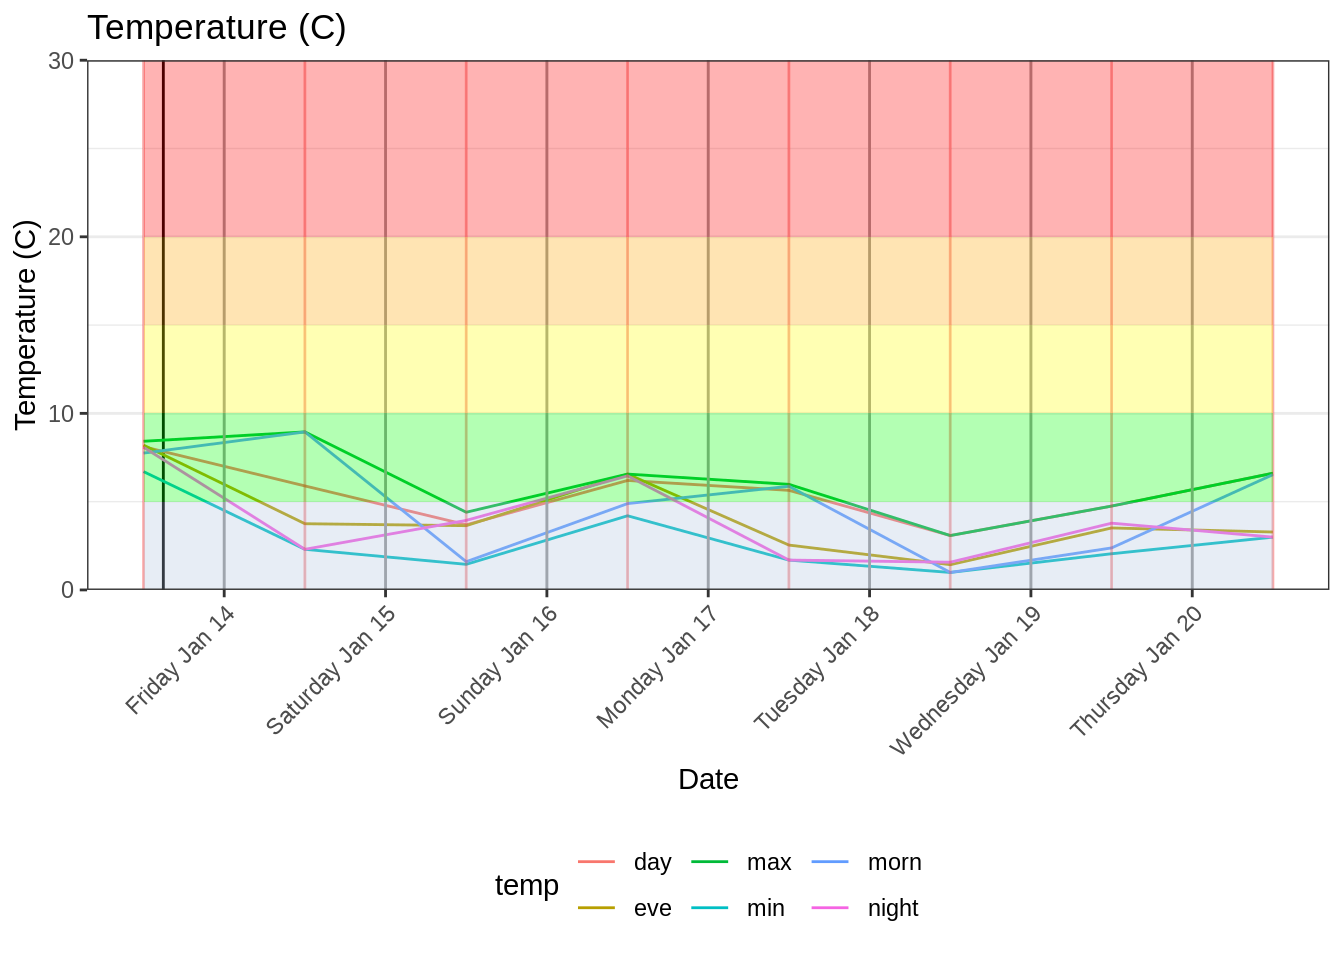 Temperature (C)
Temperature (C)
30
20
10
0
Friday Jan 14
Saturday Jan 15
Sunday Jan 16
Monday Jan 17
Tuesday Jan 18
Wednesday Jan 19
Thursday Jan 20
Date
temp
day
max
morn
eve
min
night